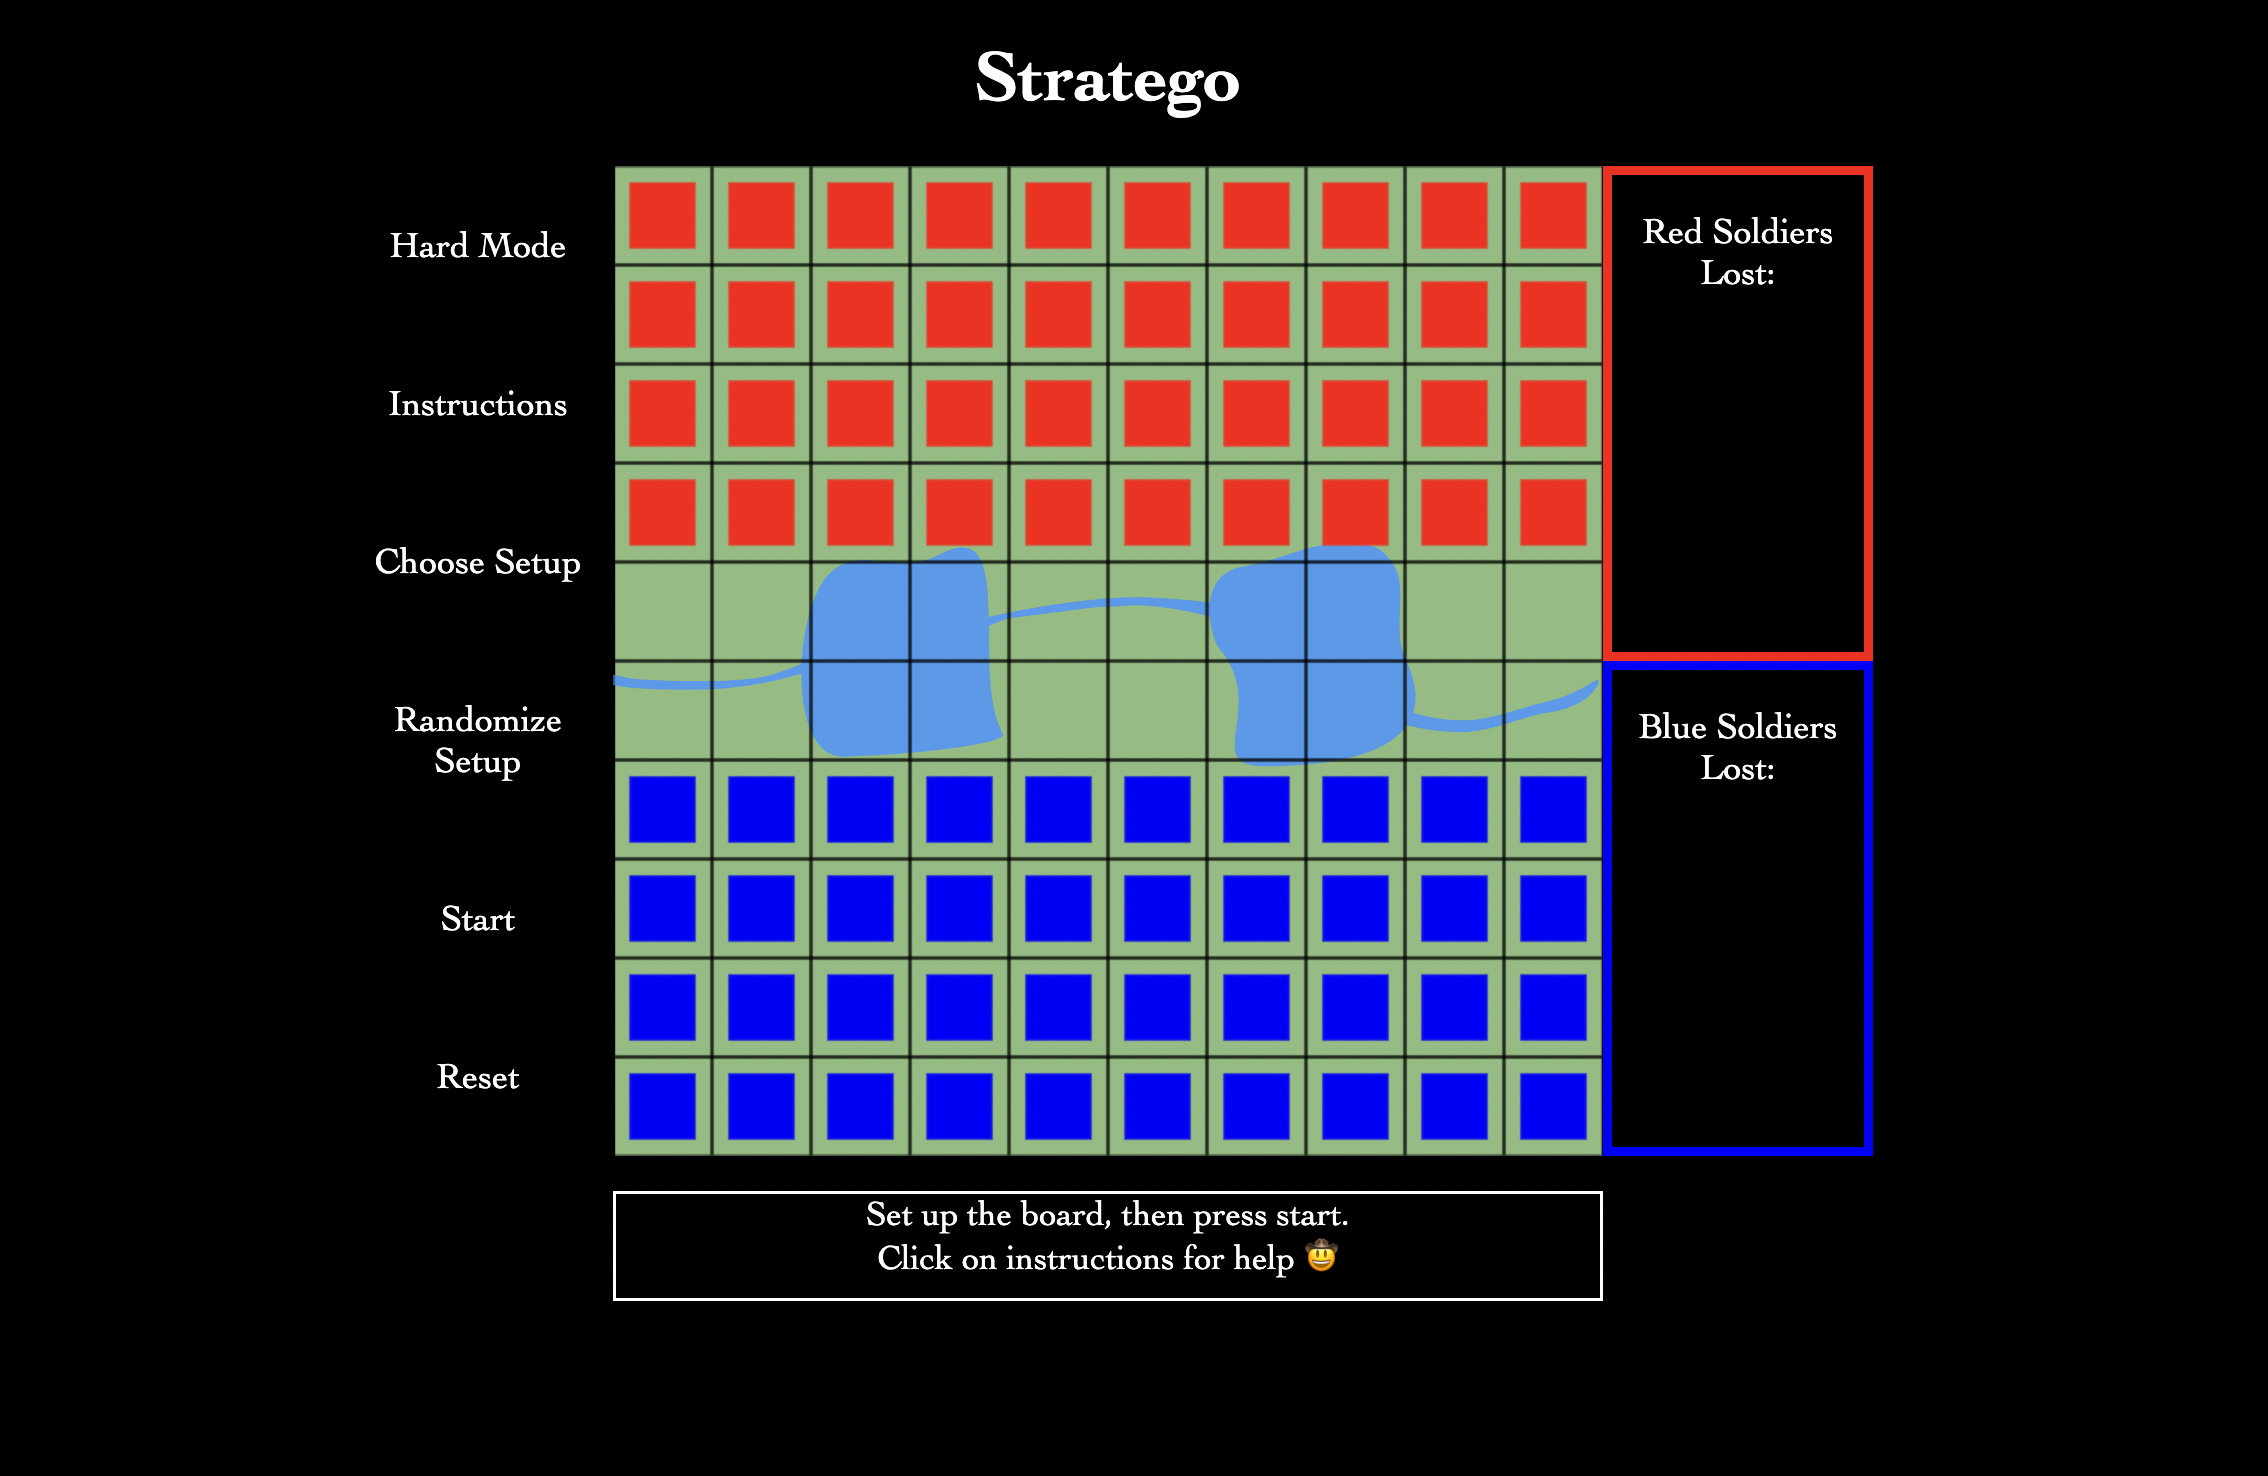 Stratego
Hard Mode
Instructions
Choose Setup
Randomize
Setup
Start
Reset
Red Soldiers
Lost:
Blue Soldiers
Lost:
Set up the board, then press start.
Click on instructions for help 🤠